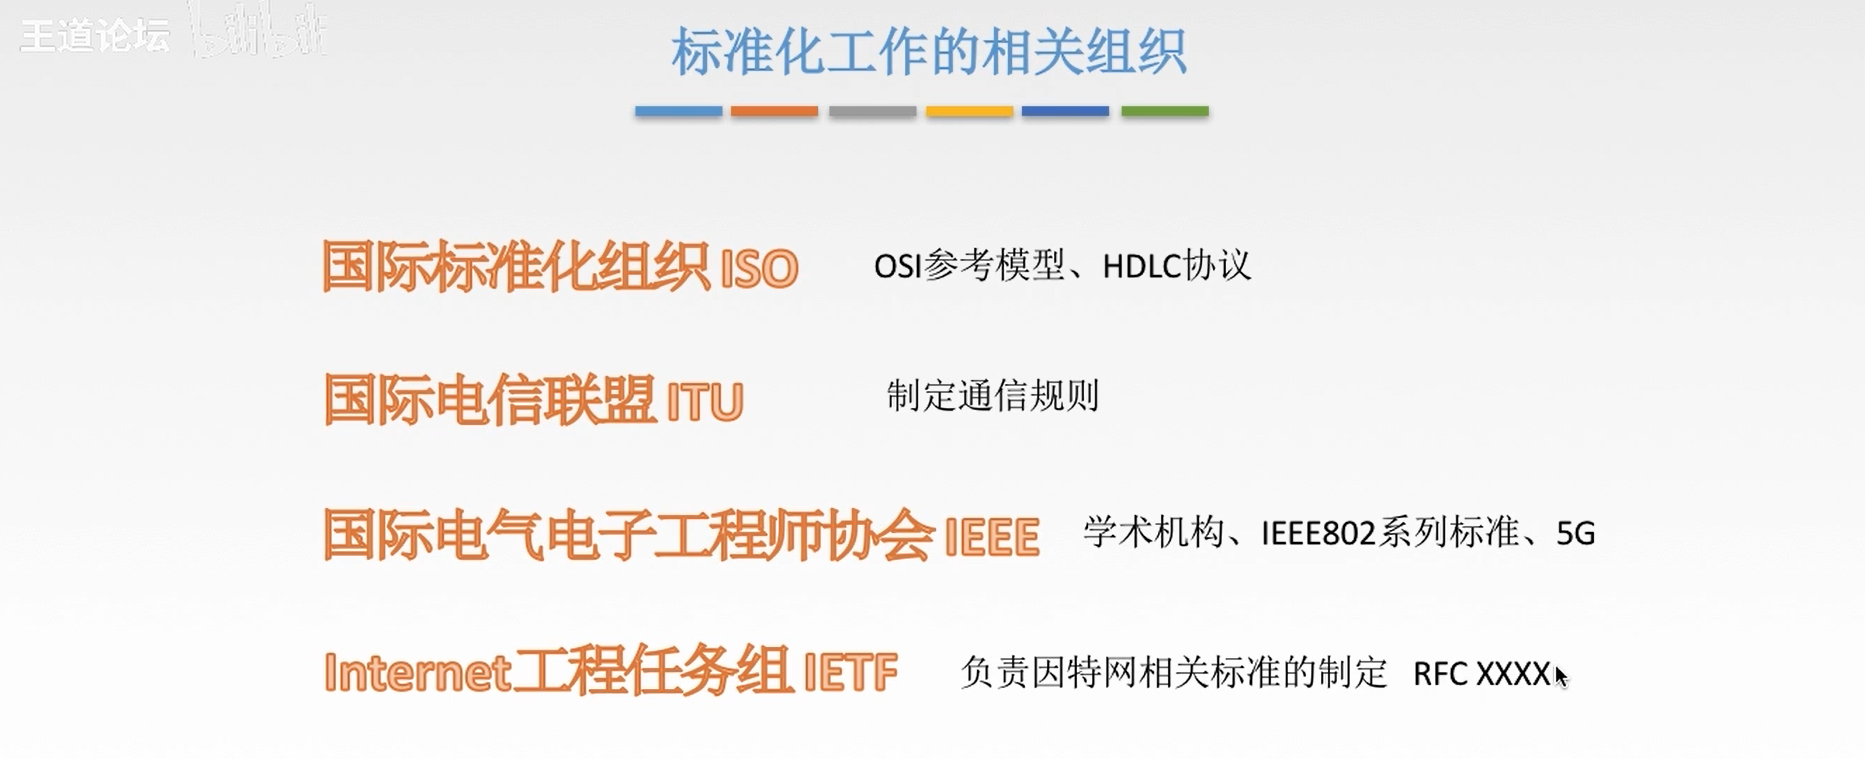 王道论坛 bilibili
标准化工作的相关组织
国际标准化组织 ISO OSI参考模型、HDLC协议
国际电信联盟 ITU 制定通信规则
国际电气电子工程师协会 IEEE 学术机构、IEEE802系列标准、5G
Internet工程任务组 IETF 负责因特网相关标准的制定 RFC XXXX